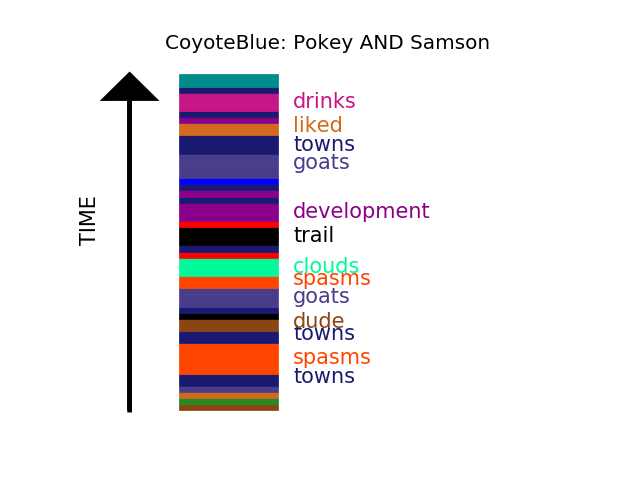 CoyoteBlue: Pokey AND Samson
drinks
liked
towns
goats
development
TIME
trail
clouds
spasms
goats
dude
towns
spasms
towns